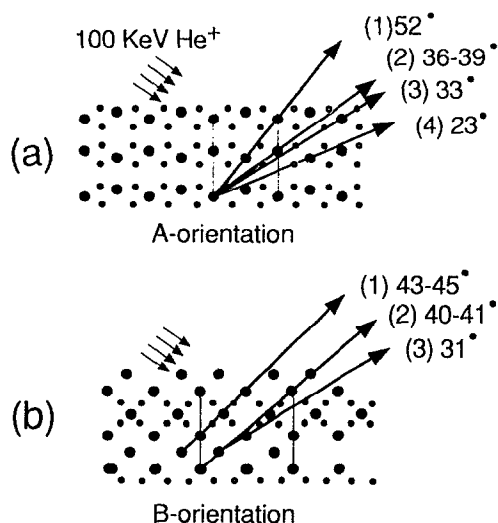 100 KeV He+
(1)52°
(2) 36-39°
(3) 33°
(4) 23°
(a)
A-orientation
(1) 43-45°
(2) 40-41°
(3) 31°
(b)
B-orientation